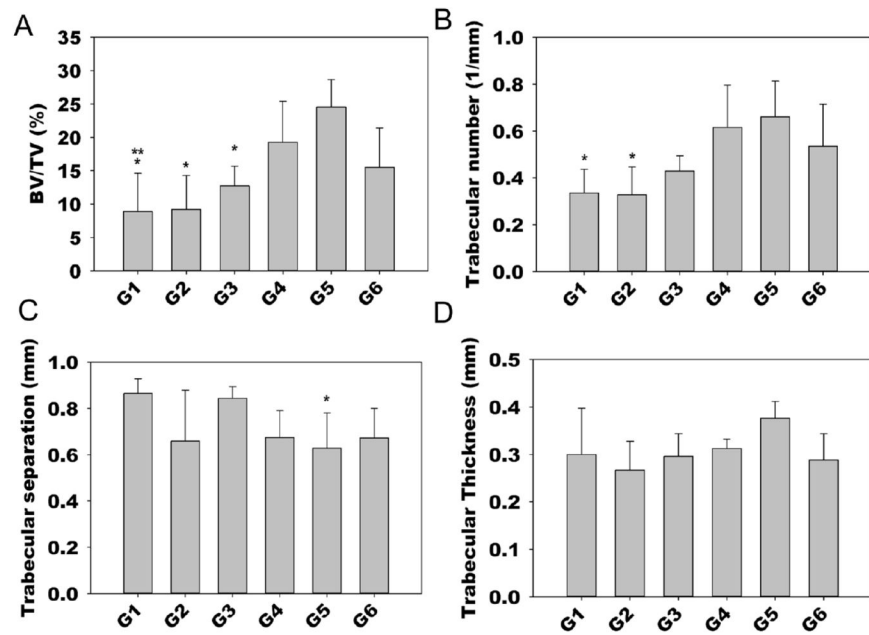 A
BV/TV (%)
35
30
25
20
15
10
5
0
**
*
*
*
G1
G2
G3
G4
G5
G6
B
Trabecular number (1/mm)
1.0
0.8
0.6
0.4
0.2
0.0
*
*
G1
G2
G3
G4
G5
G6
C
Trabecular separation (mm)
1.0
0.8
0.6
0.4
0.2
0.0
*
G1
G2
G3
G4
G5
G6
D
Trabecular Thickness (mm)
0.5
0.4
0.3
0.2
0.1
0.0
G1
G2
G3
G4
G5
G6